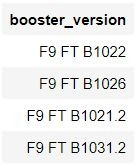 booster_version
F9 FT B1022
F9 FT B1026
F9 FT B1021.2
F9 FT B1031.2